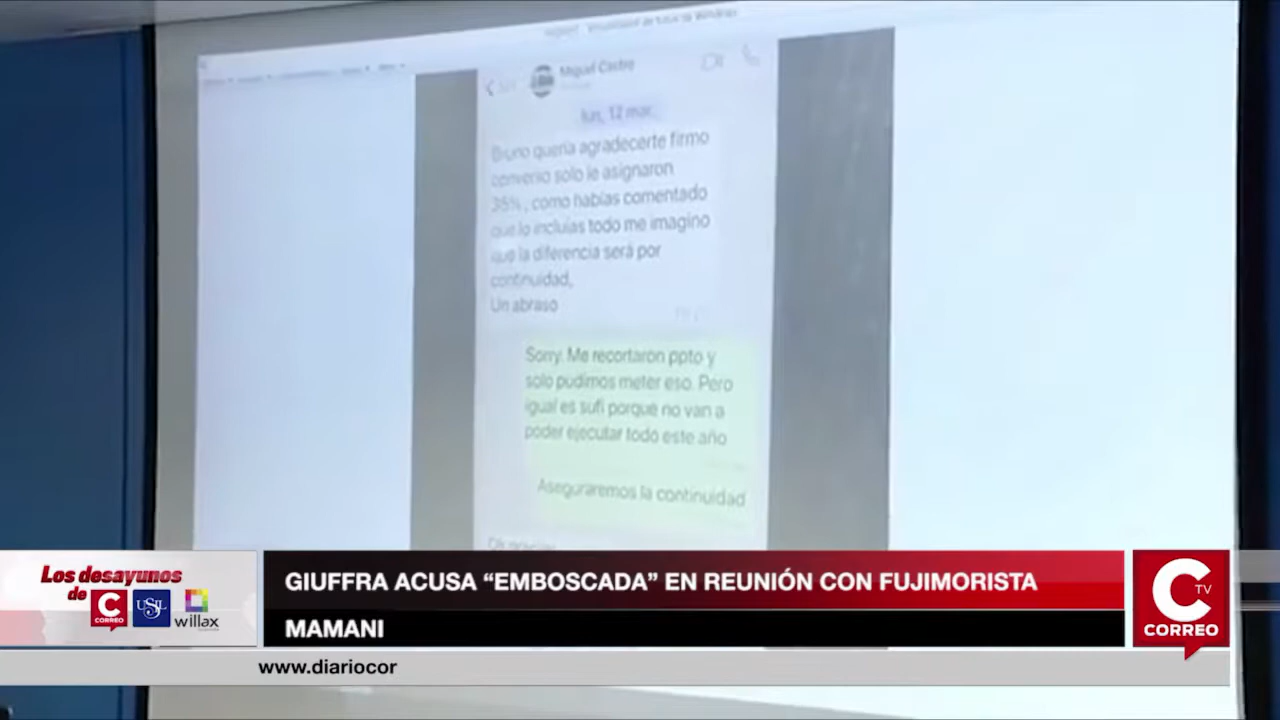 Miguel Castro
lun, 12 mar.
Bruno quería agradecerte firmo
convenio solo le asignaron
35%, como habías comentado
que lo incluías todo me imagino
que la diferencia será por
continuidad,
Un abraso
Sorry. Me recortaron ppto y
solo pudimos meter eso. Pero
igual es sufi porque no van a
poder ejecutar todo este año
Aseguraremos la continuidad
Los desayunos
de C CORREO USIL willax
GIUFFRA ACUSA “EMBOSCADA” EN REUNIÓN CON FUJIMORISTA
MAMANI
C TV
CORREO
www.diariocor